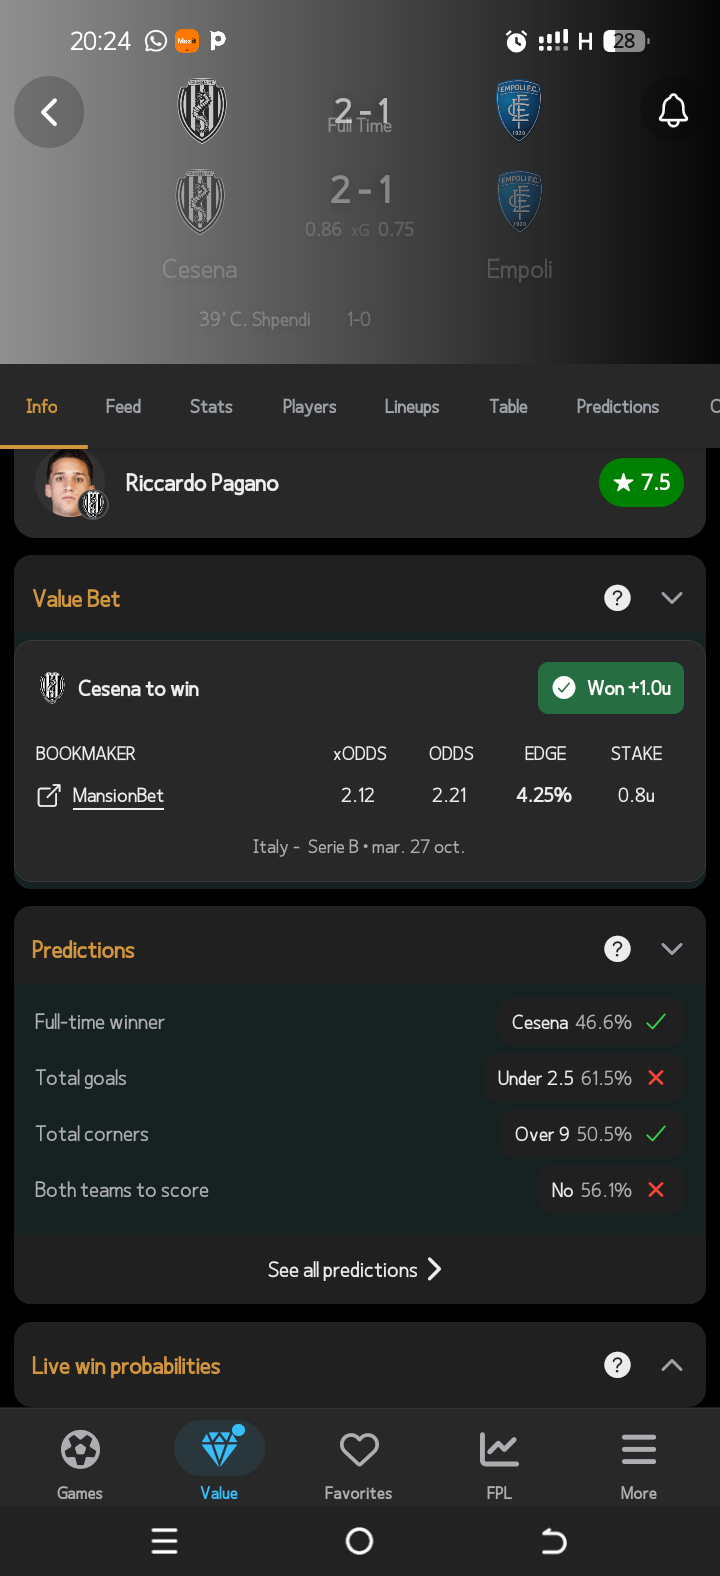 20:24
Max
H
28
2 - 1
Full Time
EMPOLI F.C.
1920
2 - 1
0.86 xG 0.75
EMPOLI F.C.
1920
Cesena
Empoli
39' C. Shpendi 1-0
Info Feed Stats Players Lineups Table Predictions
Riccardo Pagano
7.5
Value Bet
?
Cesena to win
Won +1.0u
BOOKMAKER xODDS ODDS EDGE STAKE
MansionBet 2.12 2.21 4.25% 0.8u
Italy - Serie B • mar. 27 oct.
Predictions
?
Full-time winner Cesena 46.6%
Total goals Under 2.5 61.5%
Total corners Over 9 50.5%
Both teams to score No 56.1%
See all predictions
Live win probabilities
?
Games Value Favorites FPL More